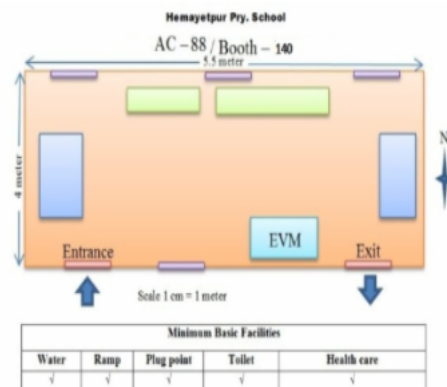 Hemayetpur Pry. School
AC -88 / Booth - 140
5.5 meter
4 meter
N
EVM
Entrance
Exit
Scale 1 cm = 1 meter
Minimum Basic Facilities
Water Ramp Plug point Toilet Health care
√ √ √ √ √